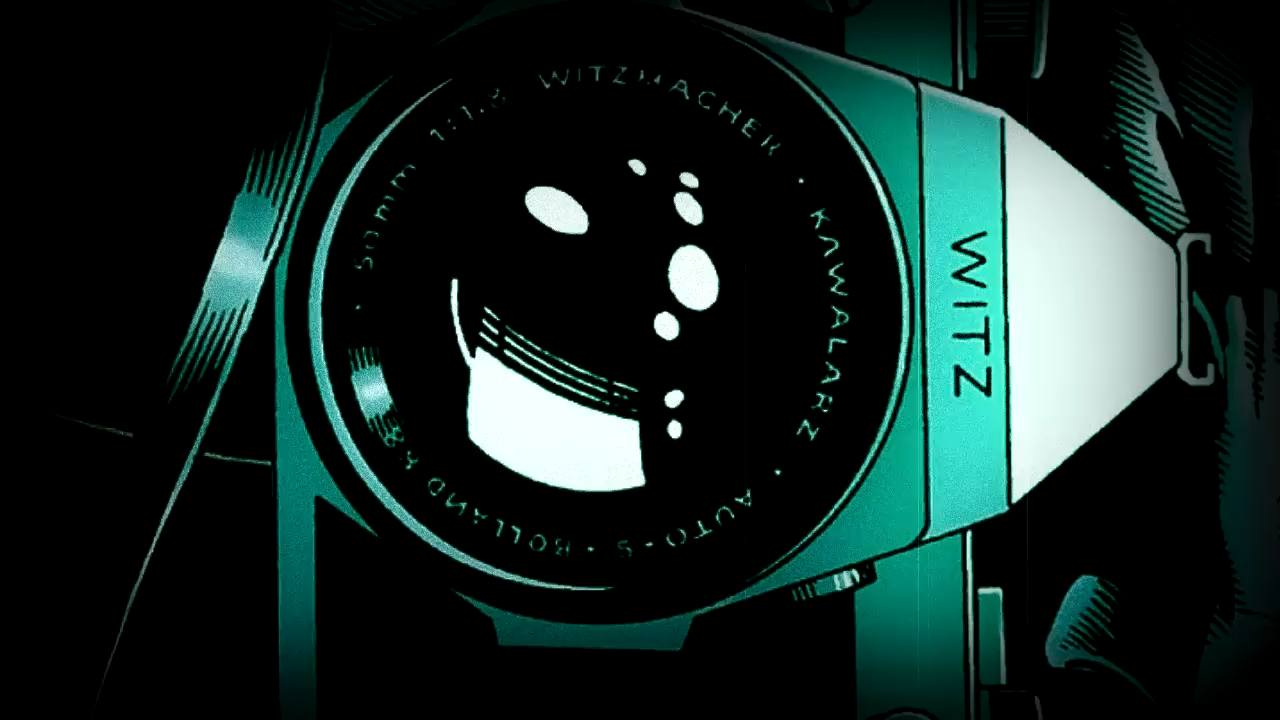 50mm 1:1.8 WITZMACHER • KAWALARZ • AUTO-S • BOLLAND
WITZ